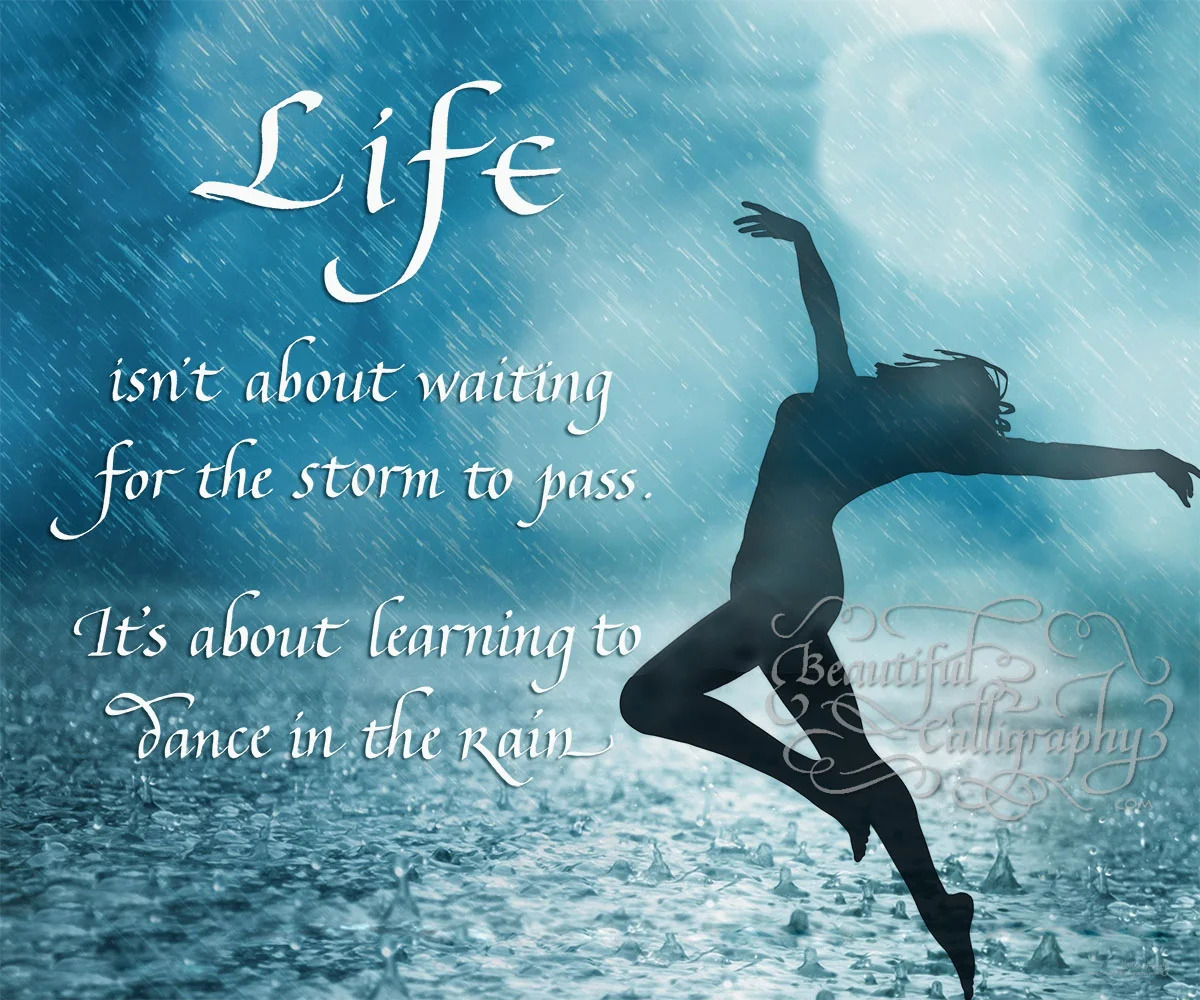 Life
isn't about waiting
for the storm to pass.
It's about learning to
dance in the Rain
Beautiful
Calligraphy
.com